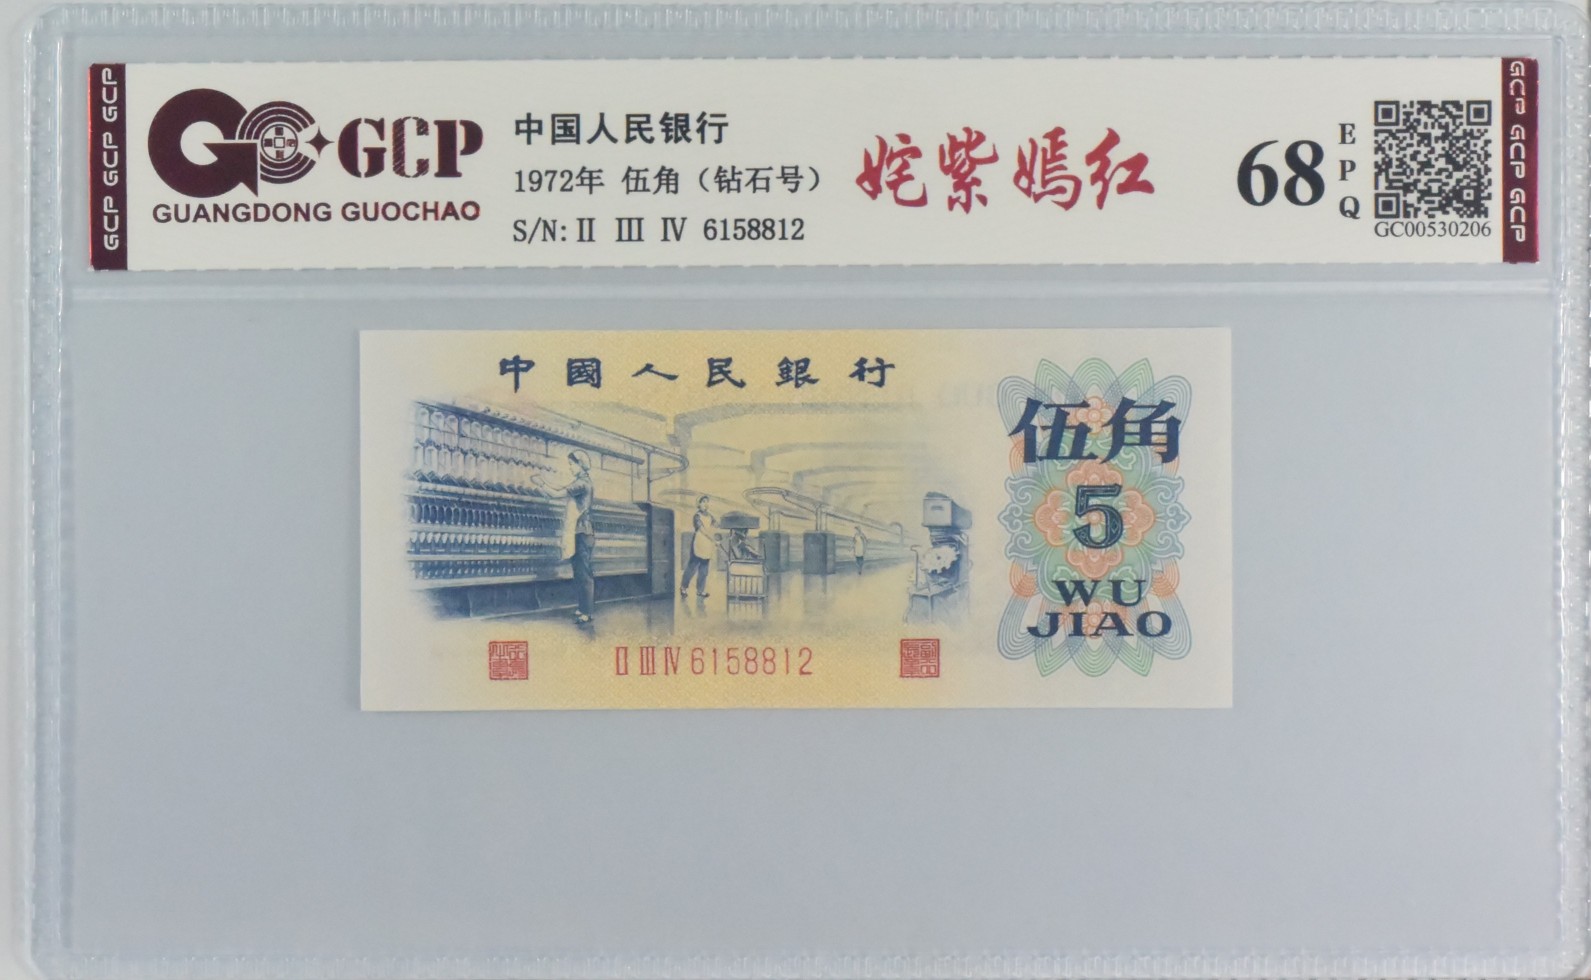 GCP GCP GCP
GCP
GUANGDONG GUOCHAO
中国人民银行
1972年 伍角（钻石号）
S/N: Ⅱ Ⅲ Ⅳ 6158812
姹紫嫣红
68
EPQ
GC00530206
GCP GCP GCP
中國人民銀行
伍角
5
WU
JIAO
Ⅱ Ⅲ Ⅳ 6158812